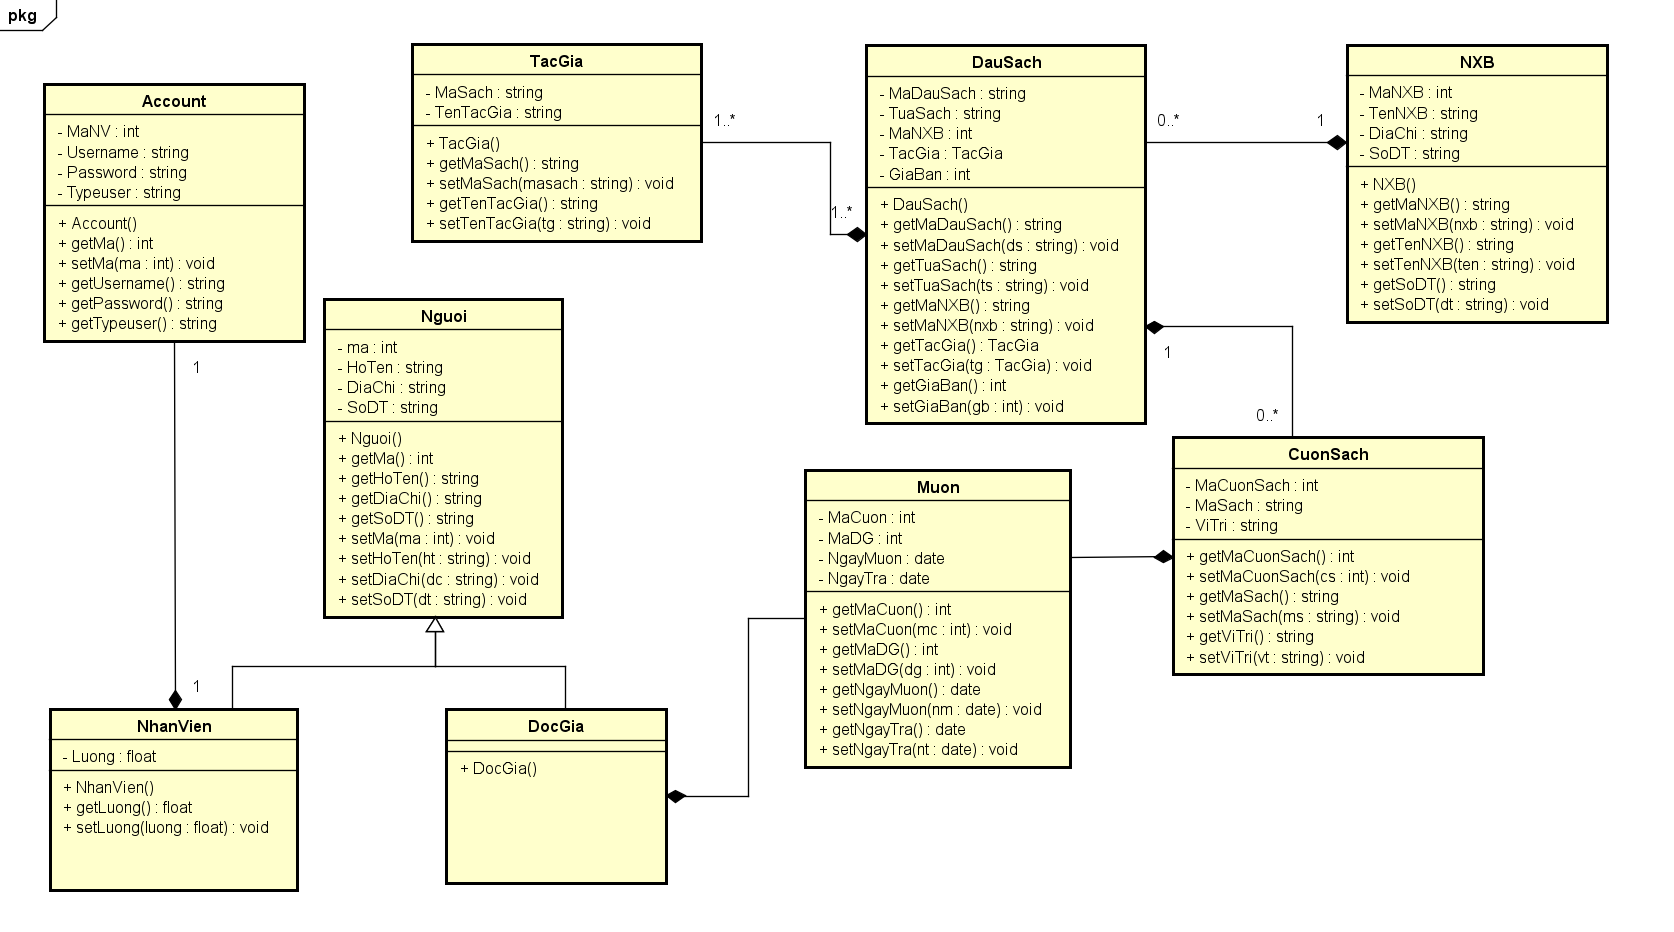 pkg
Account
- MaNV : int
- Username : string
- Password : string
- Typeuser : string
+ Account()
+ getMa() : int
+ setMa(ma : int) : void
+ getUsername() : string
+ getPassword() : string
+ getTypeuser() : string
1
1
TacGia
- MaSach : string
- TenTacGia : string
+ TacGia()
+ getMaSach() : string
+ setMaSach(masach : string) : void
+ getTenTacGia() : string
+ setTenTacGia(tg : string) : void
1..*
1..*
DauSach
- MaDauSach : string
- TuaSach : string
- MaNXB : int
- TacGia : TacGia
- GiaBan : int
+ DauSach()
+ getMaDauSach() : string
+ setMaDauSach(ds : string) : void
+ getTuaSach() : string
+ setTuaSach(ts : string) : void
+ getMaNXB() : string
+ setMaNXB(nxb : string) : void
+ getTacGia() : TacGia
+ setTacGia(tg : TacGia) : void
+ getGiaBan() : int
+ setGiaBan(gb : int) : void
0..*
1
NXB
- MaNXB : int
- TenNXB : string
- DiaChi : string
- SoDT : string
+ NXB()
+ getMaNXB() : string
+ setMaNXB(nxb : string) : void
+ getTenNXB() : string
+ setTenNXB(ten : string) : void
+ getSoDT() : string
+ setSoDT(dt : string) : void
1
0..*
Nguoi
- ma : int
- HoTen : string
- DiaChi : string
- SoDT : string
+ Nguoi()
+ getMa() : int
+ getHoTen() : string
+ getDiaChi() : string
+ getSoDT() : string
+ setMa(ma : int) : void
+ setHoTen(ht : string) : void
+ setDiaChi(dc : string) : void
+ setSoDT(dt : string) : void
Muon
- MaCuon : int
- MaDG : int
- NgayMuon : date
- NgayTra : date
+ getMaCuon() : int
+ setMaCuon(mc : int) : void
+ getMaDG() : int
+ setMaDG(dg : int) : void
+ getNgayMuon() : date
+ setNgayMuon(nm : date) : void
+ getNgayTra() : date
+ setNgayTra(nt : date) : void
CuonSach
- MaCuonSach : int
- MaSach : string
- ViTri : string
+ getMaCuonSach() : int
+ setMaCuonSach(cs : int) : void
+ getMaSach() : string
+ setMaSach(ms : string) : void
+ getViTri() : string
+ setViTri(vt : string) : void
NhanVien
- Luong : float
+ NhanVien()
+ getLuong() : float
+ setLuong(luong : float) : void
DocGia
+ DocGia()